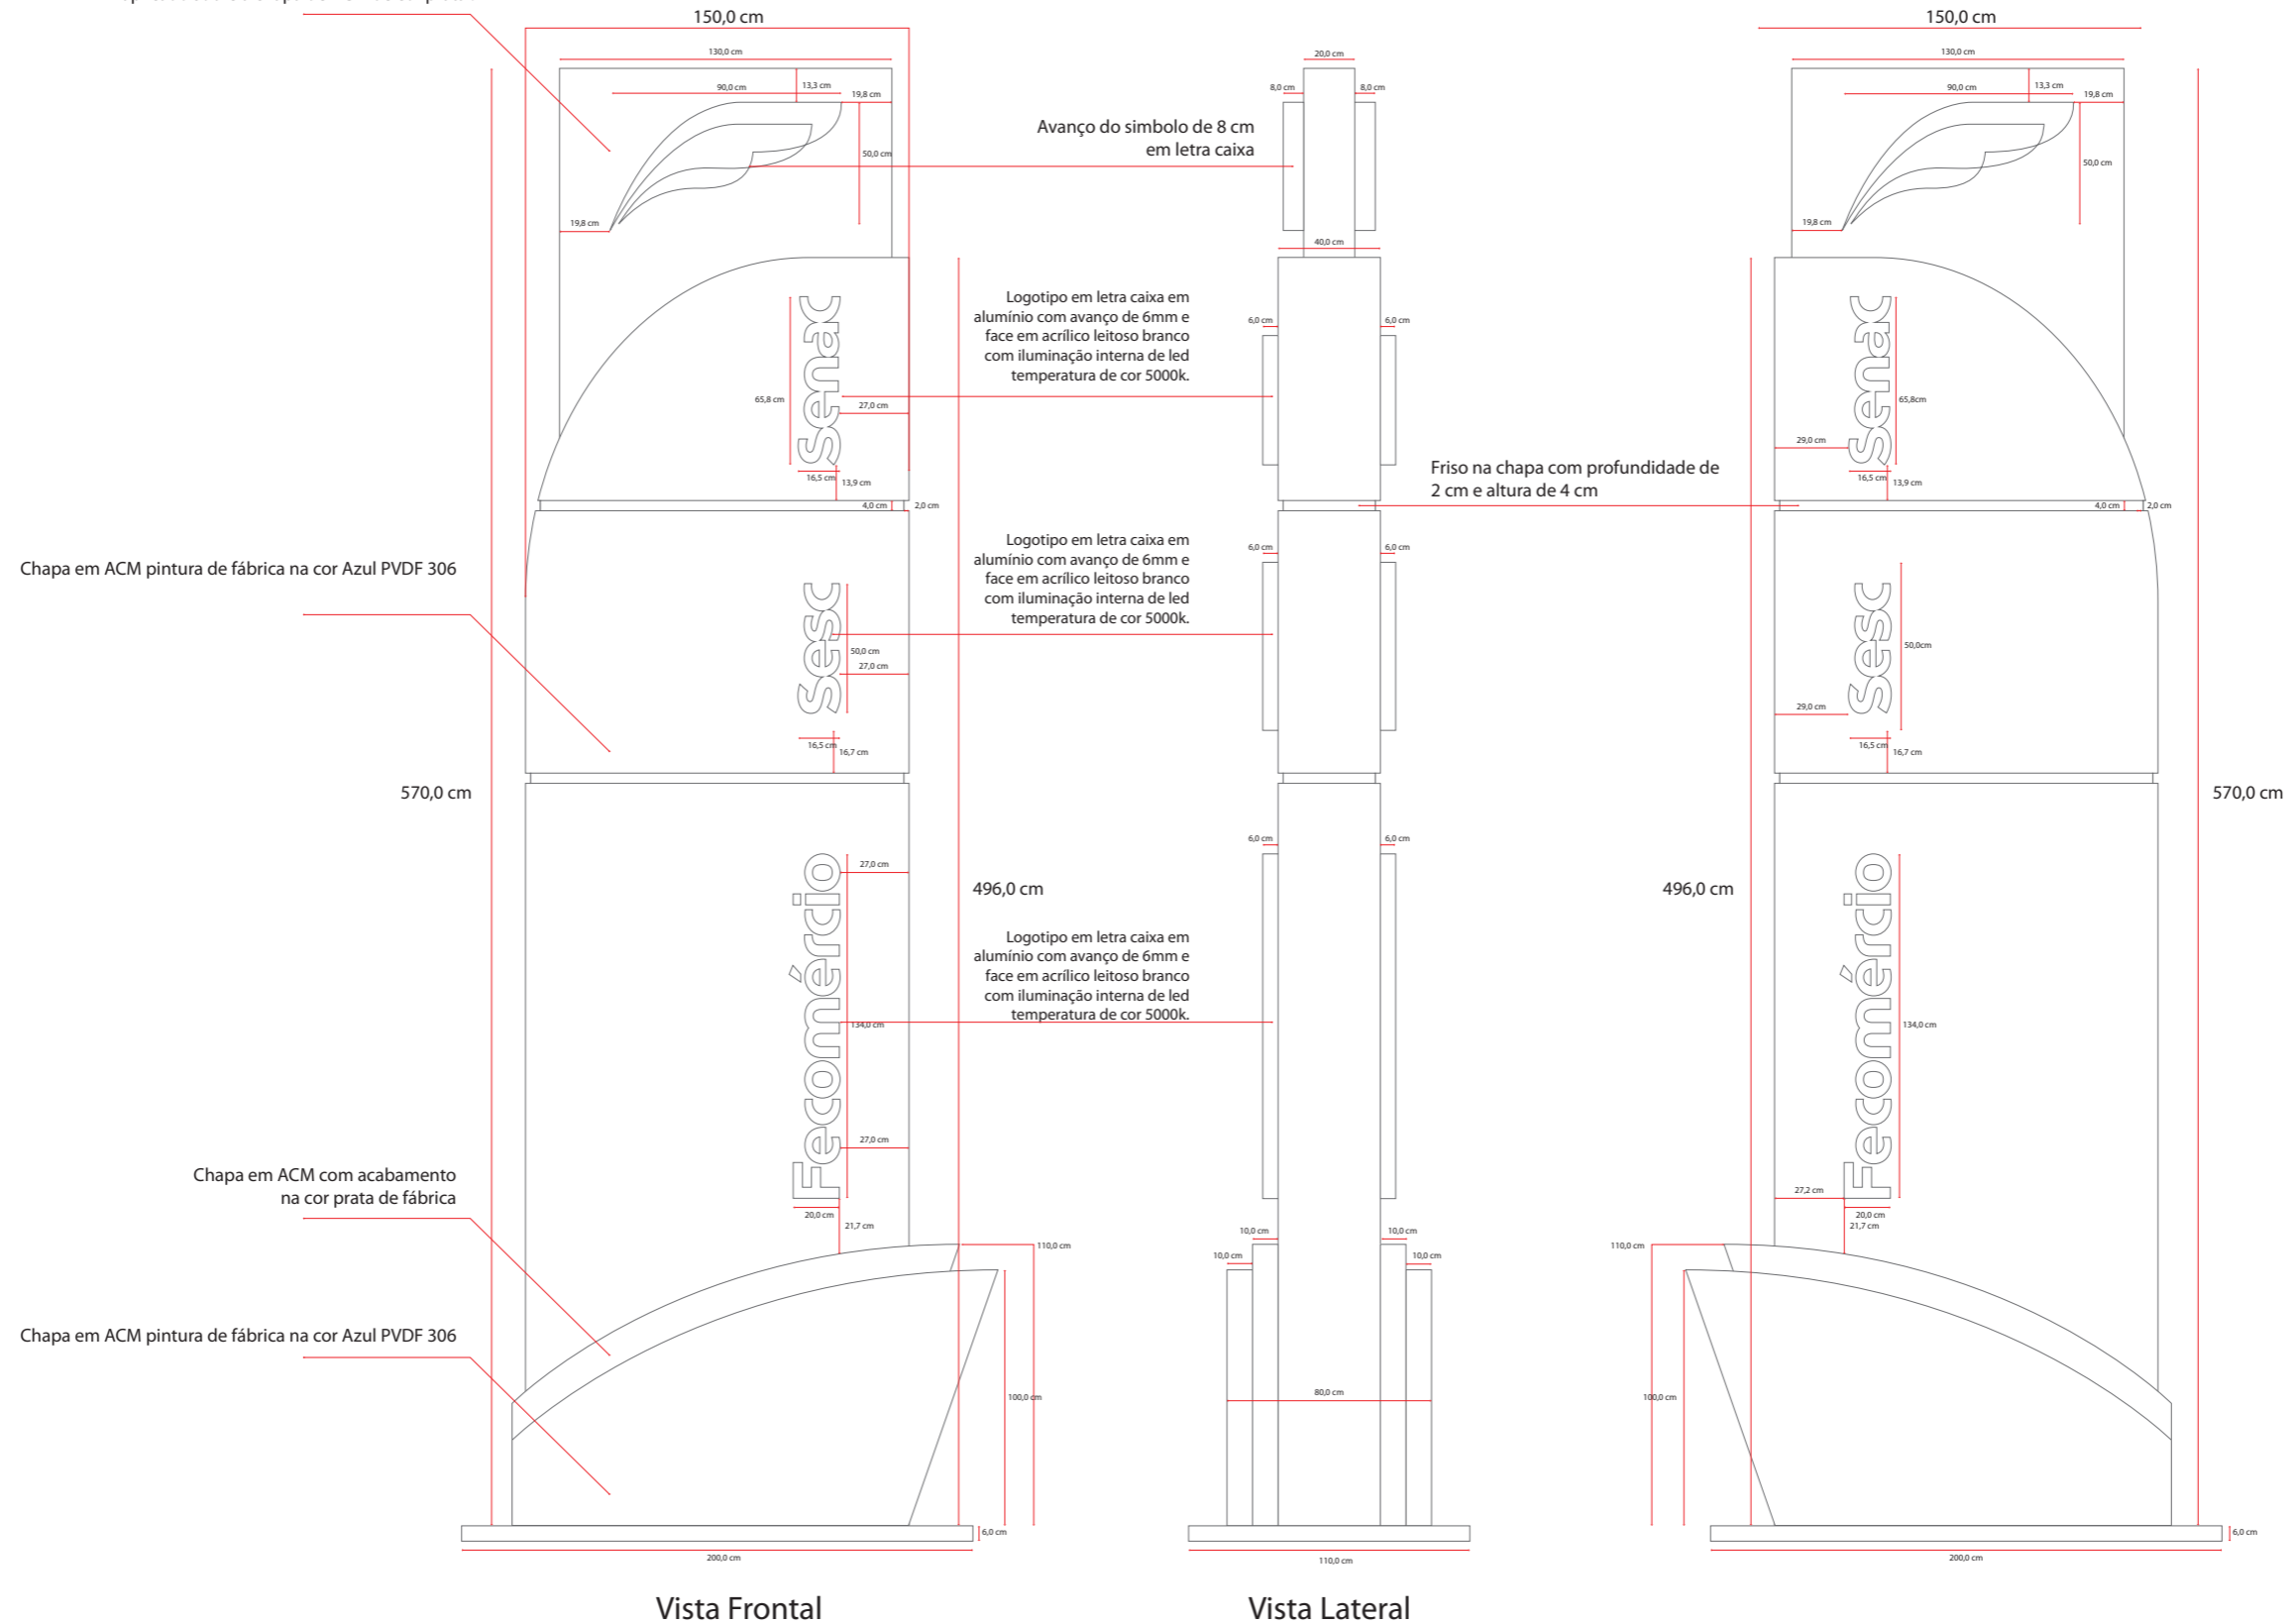 150,0 cm
130,0 cm
90,0 cm
13,3 cm
19,8 cm
50,0 cm
19,8 cm
senac
65,8 cm
27,0 cm
16,5 cm
13,9 cm
4,0 cm
2,0 cm
Chapa em ACM pintura de fábrica na cor Azul PVDF 306
Sesc
50,0 cm
27,0 cm
16,5 cm
16,7 cm
570,0 cm
496,0 cm
Fecomércio
27,0 cm
134,0 cm
27,0 cm
20,0 cm
21,7 cm
Chapa em ACM com acabamento
na cor prata de fábrica
110,0 cm
Chapa em ACM pintura de fábrica na cor Azul PVDF 306
100,0 cm
6,0 cm
200,0 cm
Vista Frontal
20,0 cm
8,0 cm
8,0 cm
Avanço do simbolo de 8 cm
em letra caixa
40,0 cm
Logotipo em letra caixa em
alumínio com avanço de 6mm e
face em acrílico leitoso branco
com iluminação interna de led
temperatura de cor 5000k.
6,0 cm
6,0 cm
Friso na chapa com profundidade de
2 cm e altura de 4 cm
Logotipo em letra caixa em
alumínio com avanço de 6mm e
face em acrílico leitoso branco
com iluminação interna de led
temperatura de cor 5000k.
6,0 cm
6,0 cm
6,0 cm
6,0 cm
Logotipo em letra caixa em
alumínio com avanço de 6mm e
face em acrílico leitoso branco
com iluminação interna de led
temperatura de cor 5000k.
10,0 cm
10,0 cm
10,0 cm
10,0 cm
80,0 cm
110,0 cm
Vista Lateral
150,0 cm
130,0 cm
90,0 cm
13,3 cm
19,8 cm
50,0 cm
19,8 cm
senac
65,8cm
29,0 cm
16,5 cm
13,9 cm
4,0 cm
2,0 cm
Sesc
50,0cm
29,0 cm
16,5 cm
16,7 cm
570,0 cm
496,0 cm
Fecomércio
134,0 cm
27,2 cm
20,0 cm
21,7 cm
110,0 cm
100,0 cm
6,0 cm
200,0 cm